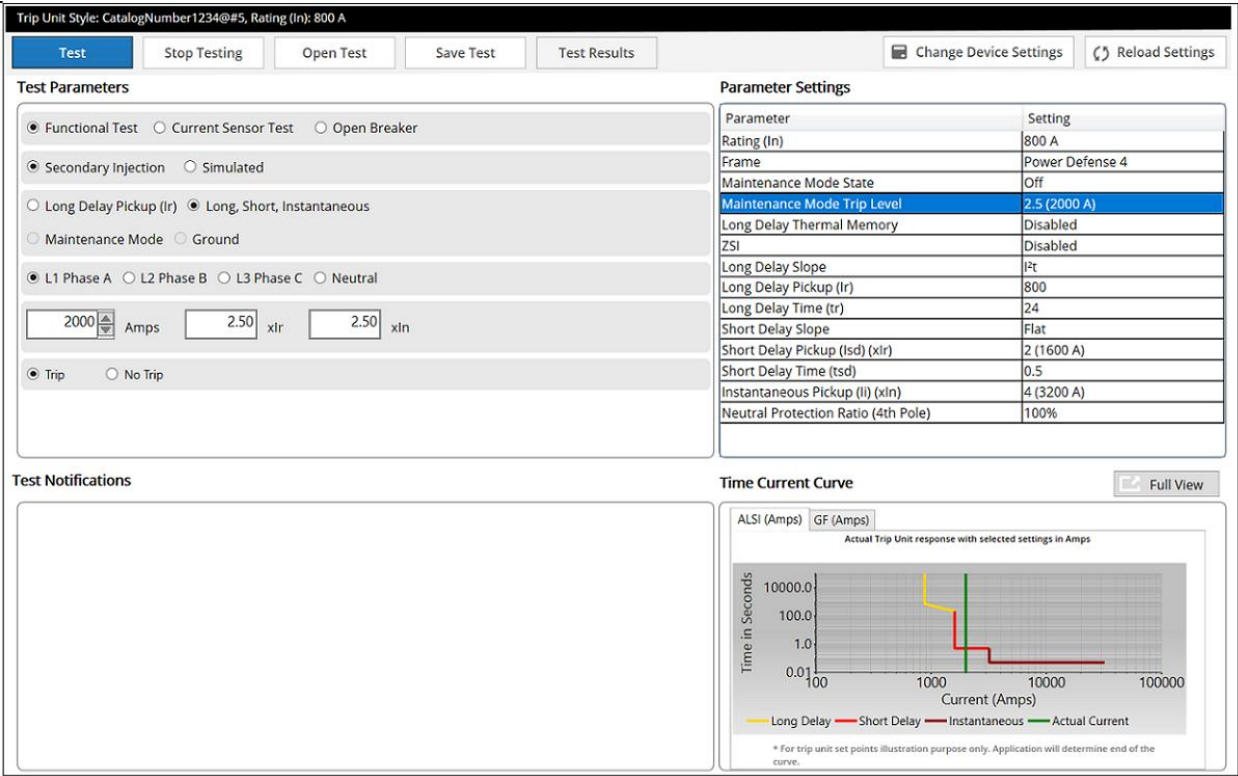 Trip Unit Style: CatalogNumber1234@#5, Rating (In): 800 A
Test Stop Testing Open Test Save Test Test Results Change Device Settings Reload Settings
Test Parameters
Functional Test Current Sensor Test Open Breaker
Secondary Injection Simulated
Long Delay Pickup (Ir) Long, Short, Instantaneous
Maintenance Mode Ground
L1 Phase A L2 Phase B L3 Phase C Neutral
2000 Amps 2.50 xIr 2.50 xIn
Trip No Trip
Parameter Settings
Parameter Setting
Rating (In) 800 A
Frame Power Defense 4
Maintenance Mode State Off
Maintenance Mode Trip Level 2.5 (2000 A)
Long Delay Thermal Memory Disabled
ZSI Disabled
Long Delay Slope I²t
Long Delay Pickup (Ir) 800
Long Delay Time (tr) 24
Short Delay Slope Flat
Short Delay Pickup (Isd) (xIr) 2 (1600 A)
Short Delay Time (tsd) 0.5
Instantaneous Pickup (Ii) (xIn) 4 (3200 A)
Neutral Protection Ratio (4th Pole) 100%
Test Notifications
Time Current Curve Full View
ALSI (Amps) GF (Amps)
Actual Trip Unit response with selected settings in Amps
Time in Seconds
10000.0
100.0
1.0
0.01
100 1000 10000 100000
Current (Amps)
Long Delay Short Delay Instantaneous Actual Current
* For trip unit set points illustration purpose only. Application will determine end of the
curve.